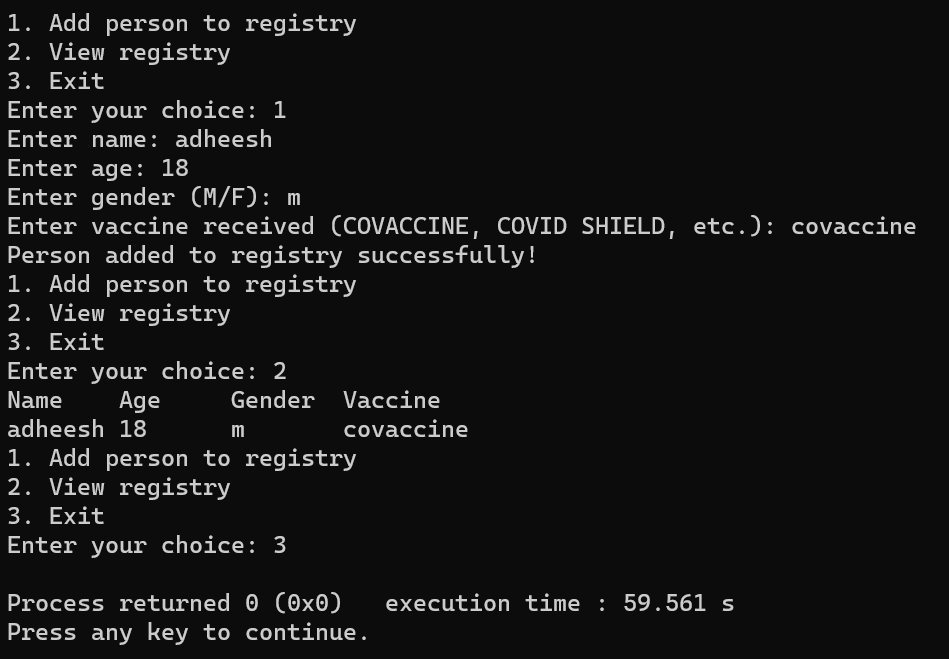 1. Add person to registry
2. View registry
3. Exit
Enter your choice: 1
Enter name: adheesh
Enter age: 18
Enter gender (M/F): m
Enter vaccine received (COVACCINE, COVID SHIELD, etc.): covaccine
Person added to registry successfully!
1. Add person to registry
2. View registry
3. Exit
Enter your choice: 2
Name    Age     Gender  Vaccine
adheesh 18      m       covaccine
1. Add person to registry
2. View registry
3. Exit
Enter your choice: 3
Process returned 0 (0x0)   execution time : 59.561 s
Press any key to continue.